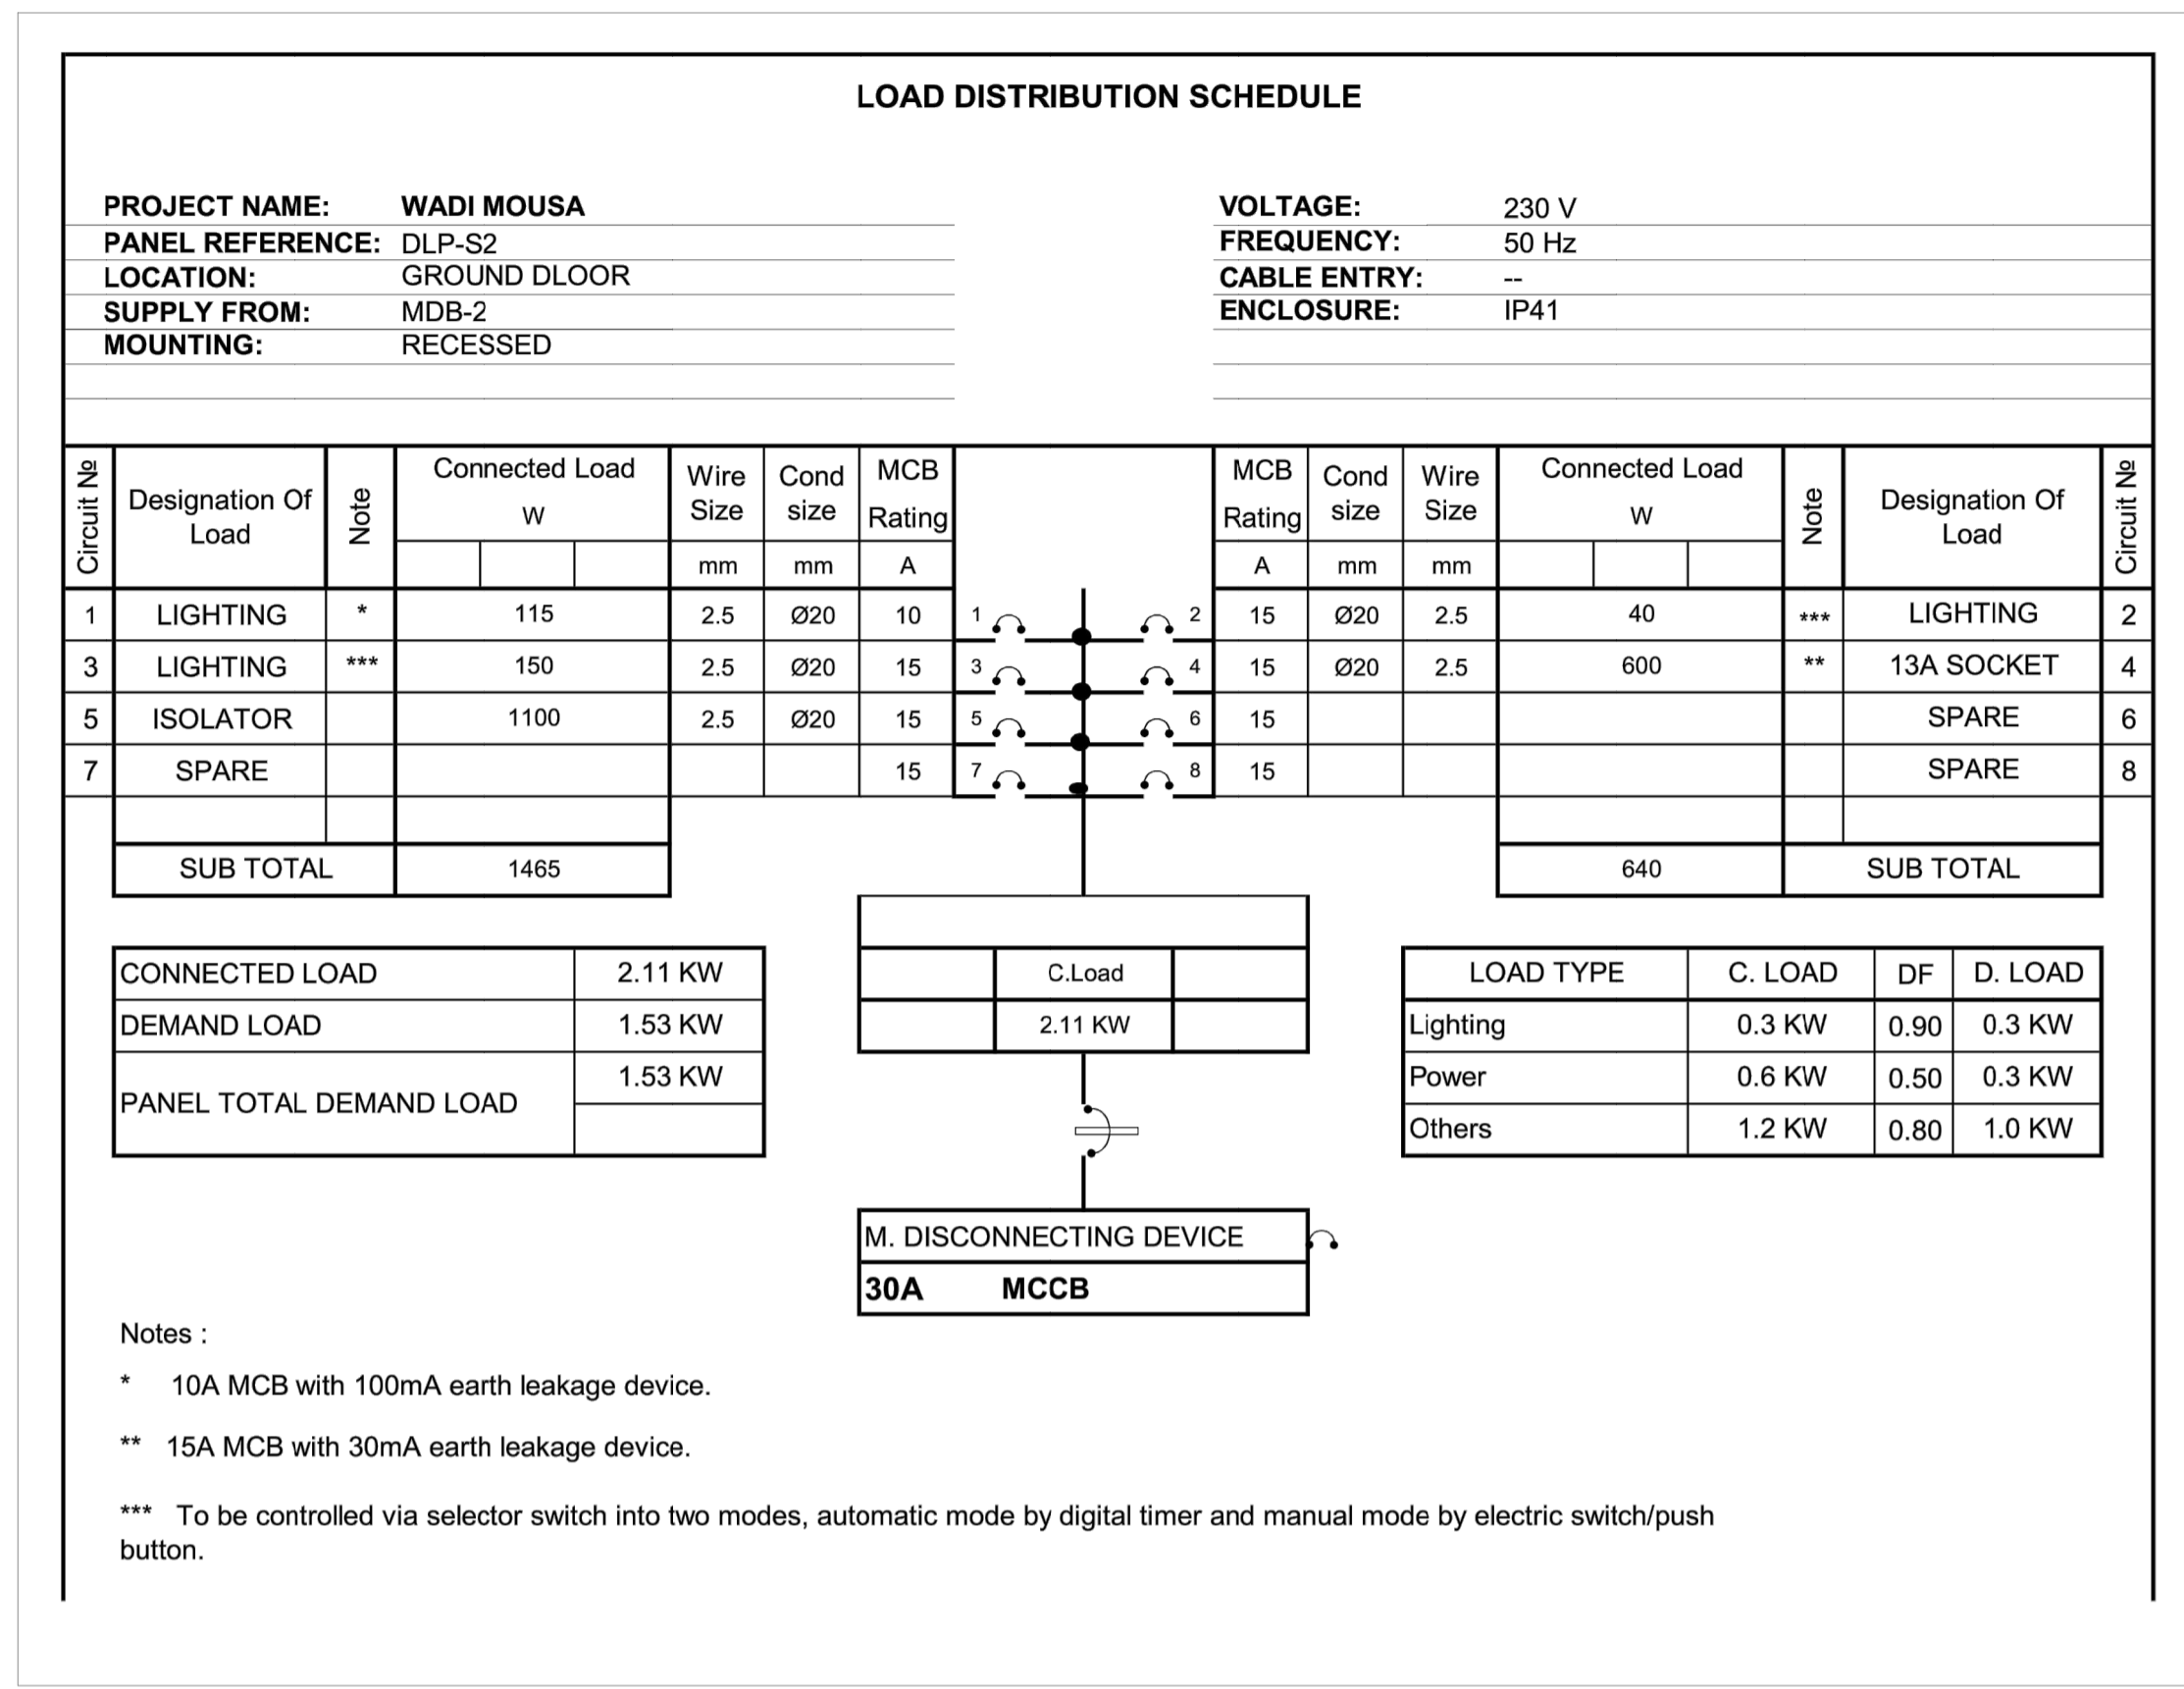 LOAD DISTRIBUTION SCHEDULE
PROJECT NAME: WADI MOUSA
PANEL REFERENCE: DLP-S2
LOCATION: GROUND DLOOR
SUPPLY FROM: MDB-2
MOUNTING: RECESSED
VOLTAGE: 230 V
FREQUENCY: 50 Hz
CABLE ENTRY: --
ENCLOSURE: IP41
Circuit № Designation Of Load Note Connected Load W Wire Size mm Cond size mm MCB Rating A MCB Rating A Cond size mm Wire Size mm Connected Load W Note Designation Of Load Circuit №
1 LIGHTING * 115 2.5 Ø20 10 1 2 15 Ø20 2.5 40 *** LIGHTING 2
3 LIGHTING *** 150 2.5 Ø20 15 3 4 15 Ø20 2.5 600 ** 13A SOCKET 4
5 ISOLATOR 1100 2.5 Ø20 15 5 6 15 SPARE 6
7 SPARE 15 7 8 15 SPARE 8
SUB TOTAL 1465 640 SUB TOTAL
CONNECTED LOAD 2.11 KW
DEMAND LOAD 1.53 KW
PANEL TOTAL DEMAND LOAD 1.53 KW
C.Load
2.11 KW
LOAD TYPE C. LOAD DF D. LOAD
Lighting 0.3 KW 0.90 0.3 KW
Power 0.6 KW 0.50 0.3 KW
Others 1.2 KW 0.80 1.0 KW
M. DISCONNECTING DEVICE
30A MCCB
Notes :
* 10A MCB with 100mA earth leakage device.
** 15A MCB with 30mA earth leakage device.
*** To be controlled via selector switch into two modes, automatic mode by digital timer and manual mode by electric switch/push
button.